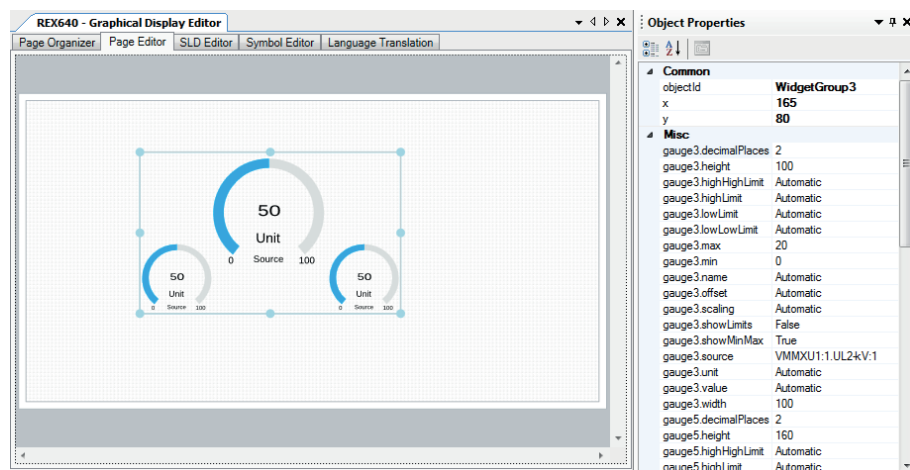 REX640 - Graphical Display Editor
Page Organizer Page Editor SLD Editor Symbol Editor Language Translation
50
Unit
0 Source 100
50
Unit
0 Source 100
50
Unit
0 Source 100
Object Properties
Common
objectId WidgetGroup3
x 165
y 80
Misc
gauge3.decimalPlaces 2
gauge3.height 100
gauge3.highHighLimit Automatic
gauge3.highLimit Automatic
gauge3.lowLimit Automatic
gauge3.lowLowLimit Automatic
gauge3.max 20
gauge3.min 0
gauge3.name Automatic
gauge3.offset Automatic
gauge3.scaling Automatic
gauge3.showLimits False
gauge3.showMinMax True
gauge3.source VMMXU1:1.UL2-kV:1
gauge3.unit Automatic
gauge3.value Automatic
gauge3.width 100
gauge5.decimalPlaces 2
gauge5.height 160
gauge5.highHighLimit Automatic
gauge5.highLimit Automatic